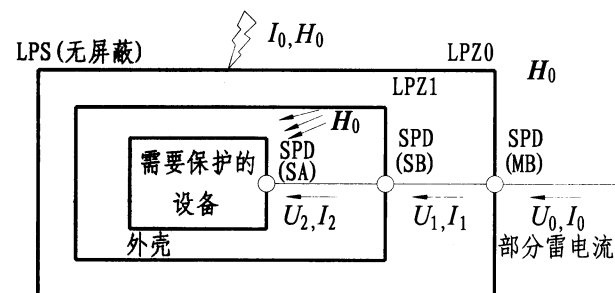 I₀,H₀
LPS(无屏蔽)
LPZ0
H₀
LPZ1
H₀
SPD
(SA)
SPD
(SB)
SPD
(MB)
需要保护的
设备
外壳
U₂,I₂
U₁,I₁
U₀,I₀
部分雷电流